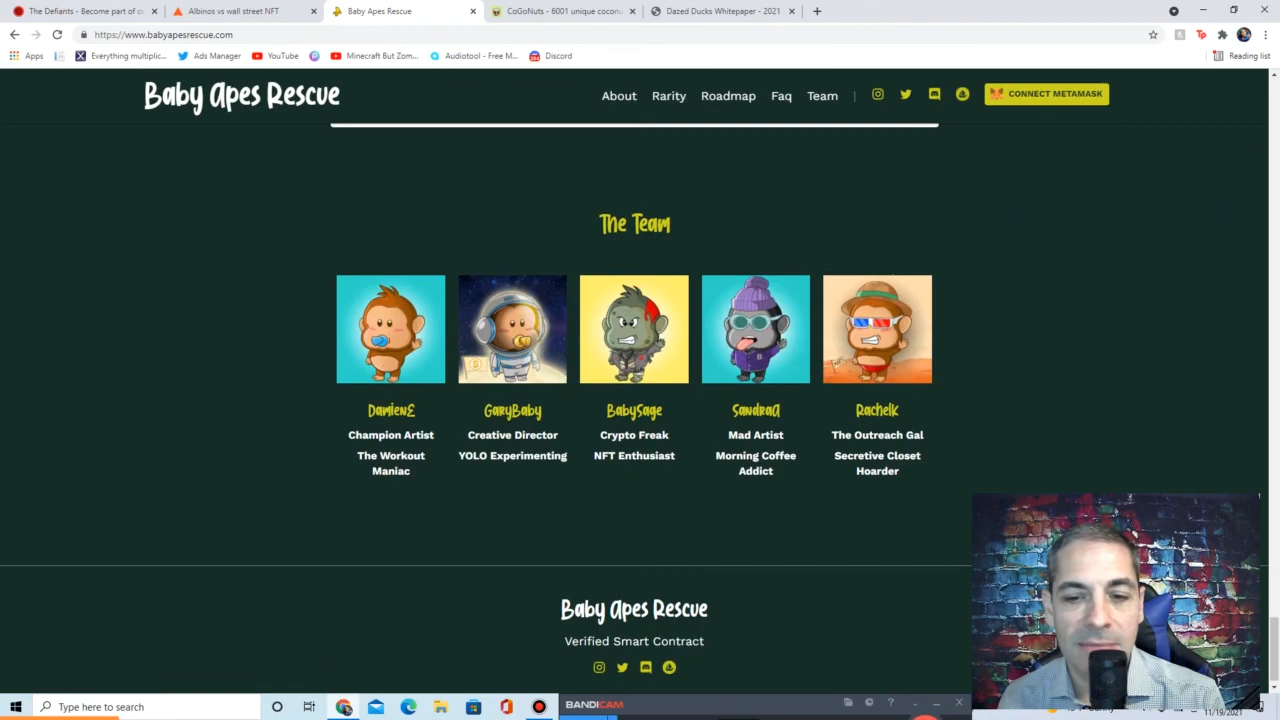 The Defiants - Become part of c
Albinos vs wall street NFT
Baby Apes Rescue
CoGoNuts - 6001 unique coconu
Dazed Ducks Whitepaper - 2021
https://www.babyapesrescue.com
Apps
Everything multiplic...
Ads Manager
YouTube
Minecraft But Zom...
Audiotool - Free M...
Discord
Reading list
Baby Apes Rescue
About Rarity Roadmap Faq Team | CONNECT METAMASK
The Team
DamienE GaryBaby BabySage SandraA RachelK
Champion Artist Creative Director Crypto Freak Mad Artist The Outreach Gal
The Workout YOLO Experimenting NFT Enthusiast Morning Coffee Secretive Closet
Maniac Addict Hoarder
Baby Apes Rescue
Verified Smart Contract
Type here to search
BANDICAM
11/19/2021